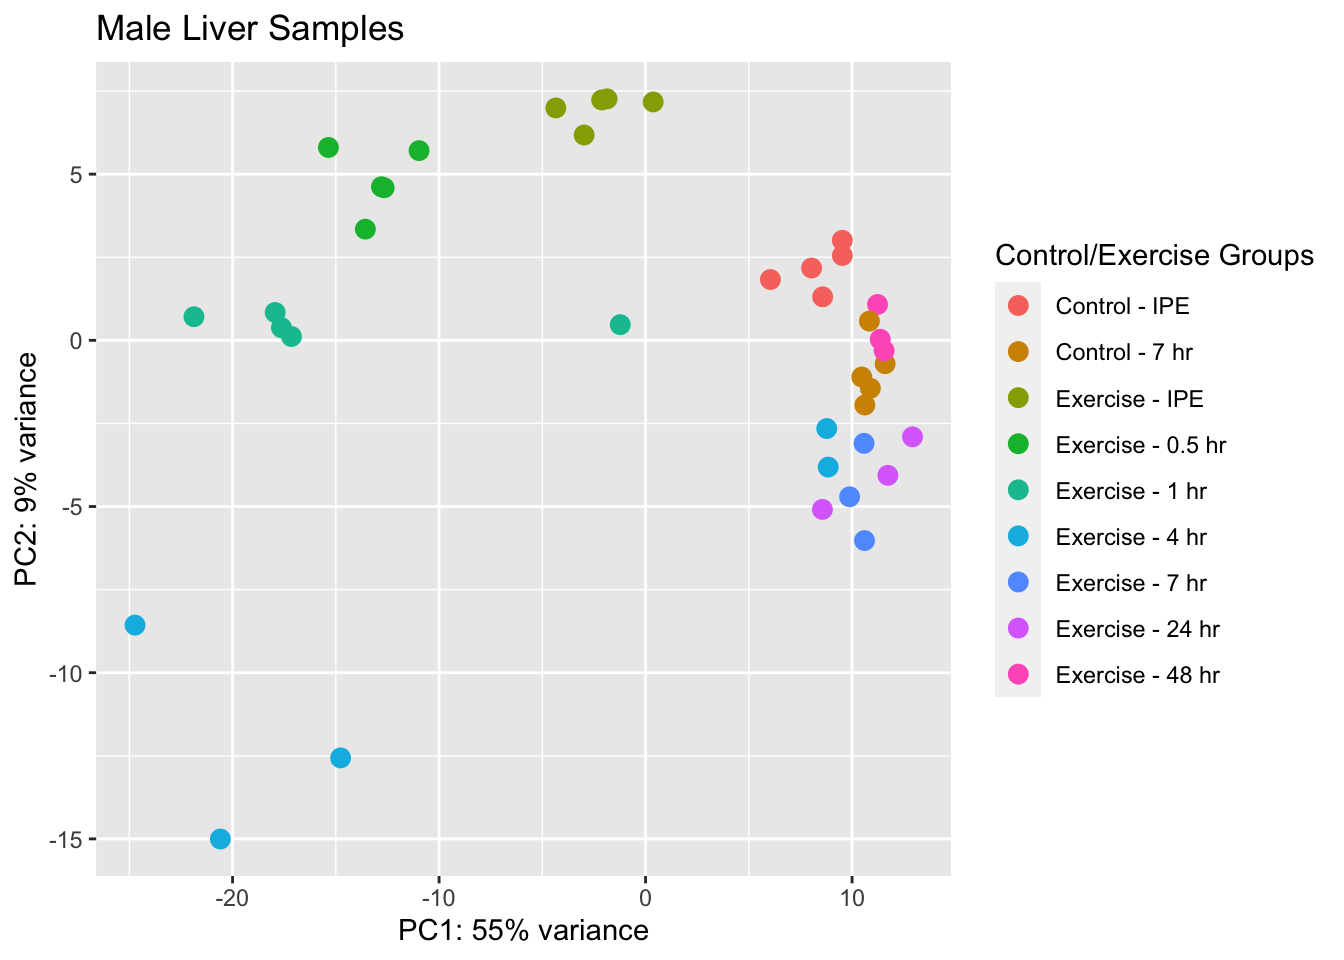 Male Liver Samples
5
0
-5
-10
-15
PC2: 9% variance
-20
-10
0
10
PC1: 55% variance
Control/Exercise Groups
Control - IPE
Control - 7 hr
Exercise - IPE
Exercise - 0.5 hr
Exercise - 1 hr
Exercise - 4 hr
Exercise - 7 hr
Exercise - 24 hr
Exercise - 48 hr